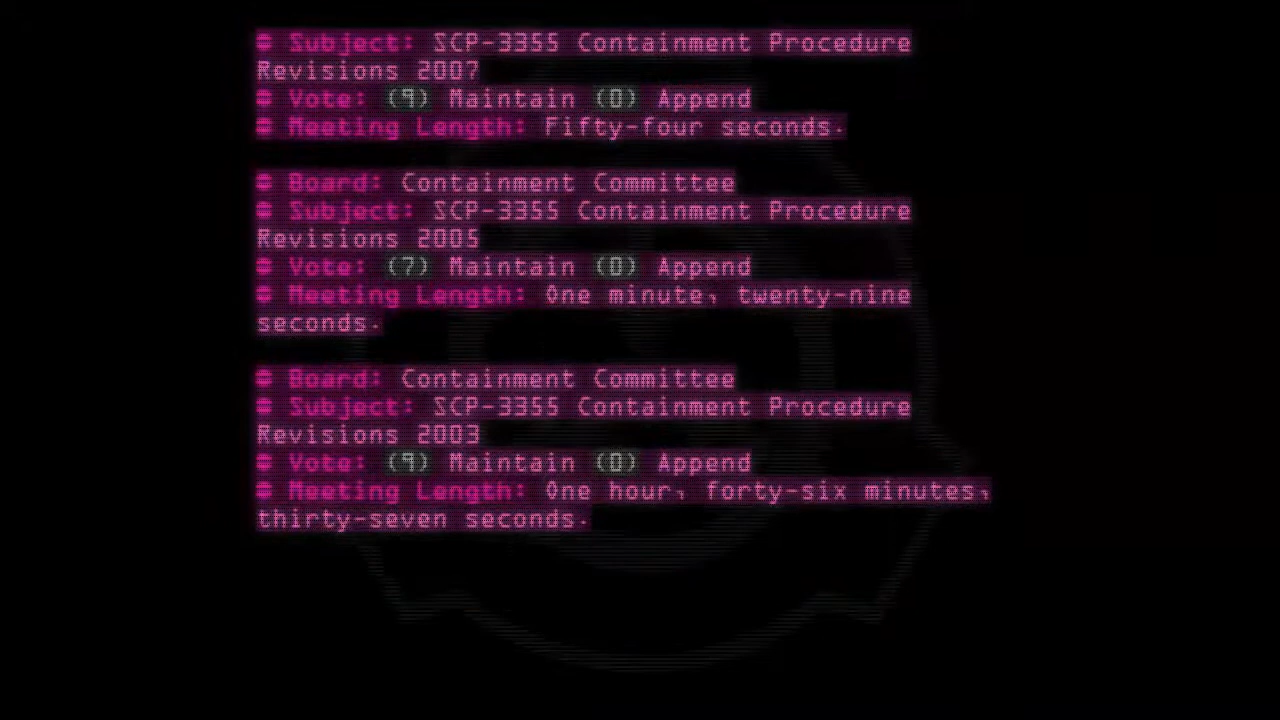 = Subject: SCP-3355 Containment Procedure
Revisions 2007
= Vote: (9) Maintain (0) Append
= Meeting Length: Fifty-four seconds.
= Board: Containment Committee
= Subject: SCP-3355 Containment Procedure
Revisions 2005
= Vote: (7) Maintain (0) Append
= Meeting Length: One minute, twenty-nine
seconds.
= Board: Containment Committee
= Subject: SCP-3355 Containment Procedure
Revisions 2003
= Vote: (9) Maintain (0) Append
= Meeting Length: One hour, forty-six minutes,
thirty-seven seconds.